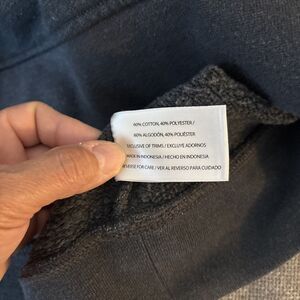 60% COTTON, 40% POLYESTER /
60% ALGODÓN, 40% POLIÉSTER
EXCLUSIVE OF TRIMS / EXCLUYE ADORNOS
MADE IN INDONESIA / HECHO EN INDONESIA
REVERSE FOR CARE / VER AL REVERSO PARA CUIDADO